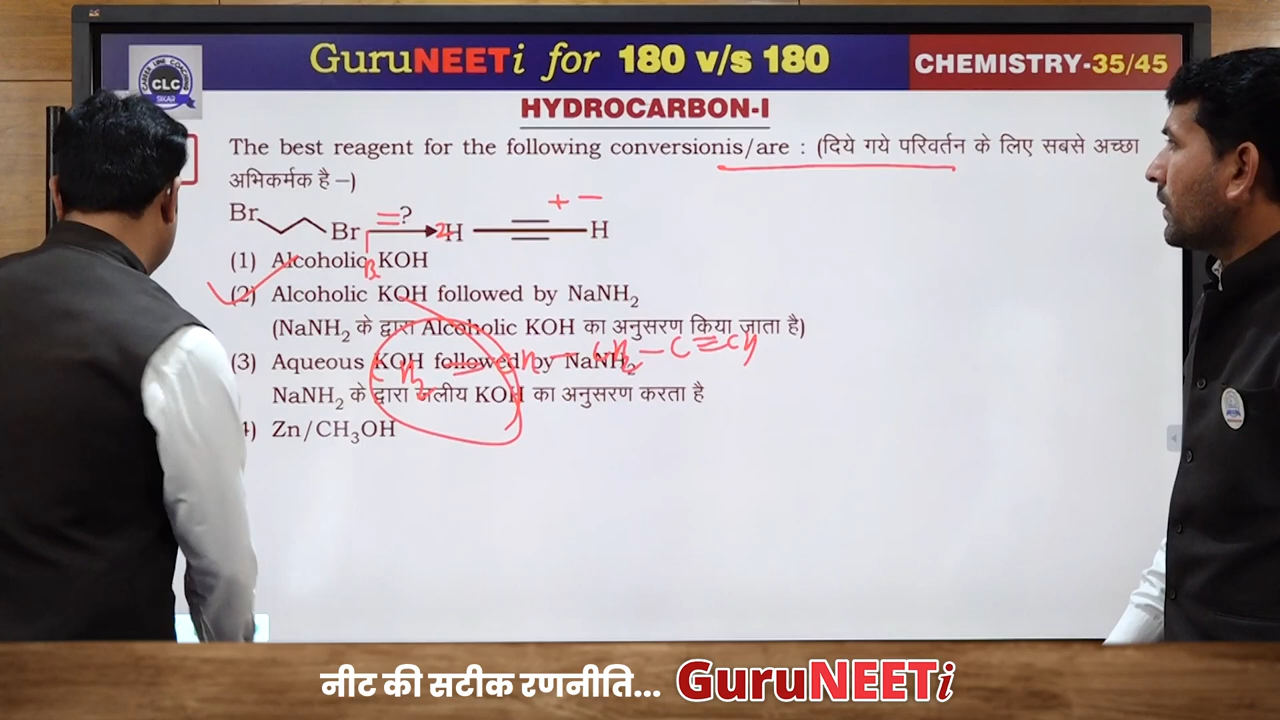 GuruNEETi for 180 v/s 180
CHEMISTRY-35/45
CAREER LINE COACHING
CLC
SIKAR
HYDROCARBON-I
The best reagent for the following conversionis/are : (दिये गये परिवर्तन के लिए सबसे अच्छा
अभिकर्मक है –)
+ −
Br Br =? H ≡ H
(1) Alcoholic KOH
(2) Alcoholic KOH followed by NaNH₂
(NaNH₂ के द्वारा Alcoholic KOH का अनुसरण किया जाता है)
(3) Aqueous KOH followed by NaNH₂
– C ≡ CH
NaNH₂ के द्वारा जलीय KOH का अनुसरण करता है
4) Zn/CH₃OH
नीट की सटीक रणनीति... GuruNEETi